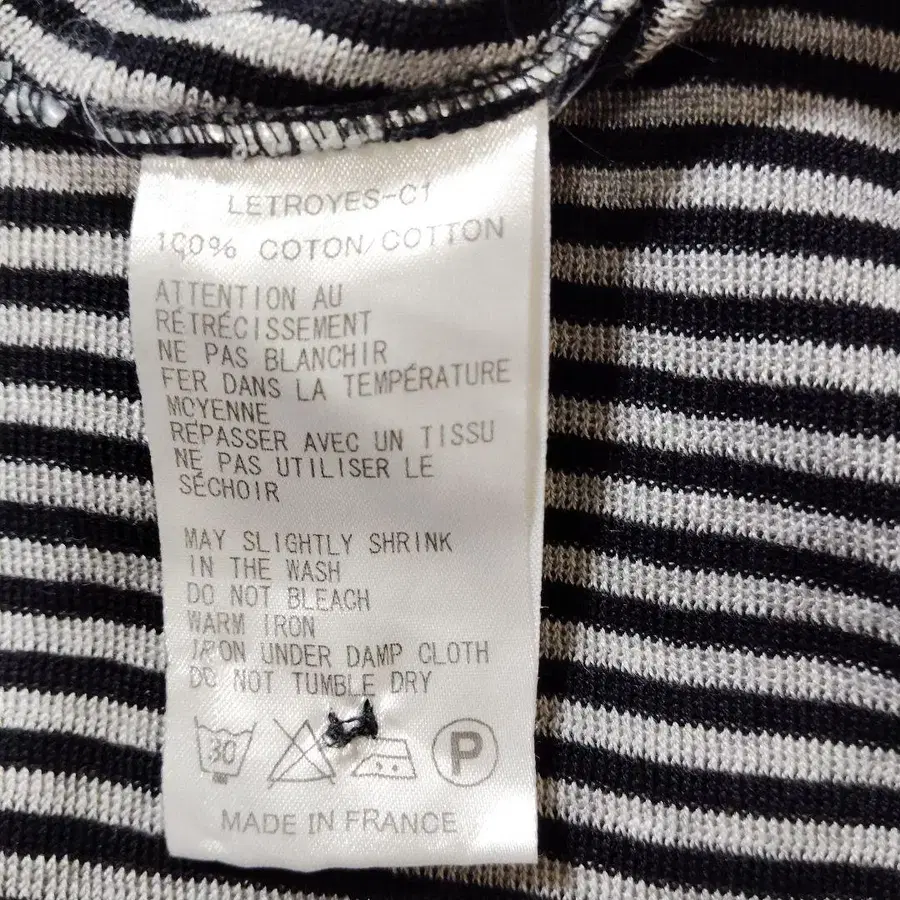 LETROYES-C1
100% COTON/COTTON
ATTENTION AU
RÉTRÉCISSEMENT
NE PAS BLANCHIR
FER DANS LA TEMPÉRATURE
MOYENNE
REPASSER AVEC UN TISSU
NE PAS UTILISER LE
SÉCHOIR
MAY SLIGHTLY SHRINK
IN THE WASH
DO NOT BLEACH
WARM IRON
IRON UNDER DAMP CLOTH
DO NOT TUMBLE DRY
30 P
MADE IN FRANCE